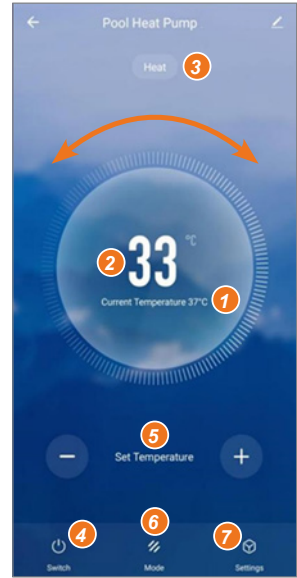 Pool Heat Pump
Heat
3
2
33 °C
Current Temperature 37°C
1
5
Set Temperature
4
6
7
Switch
Mode
Settings